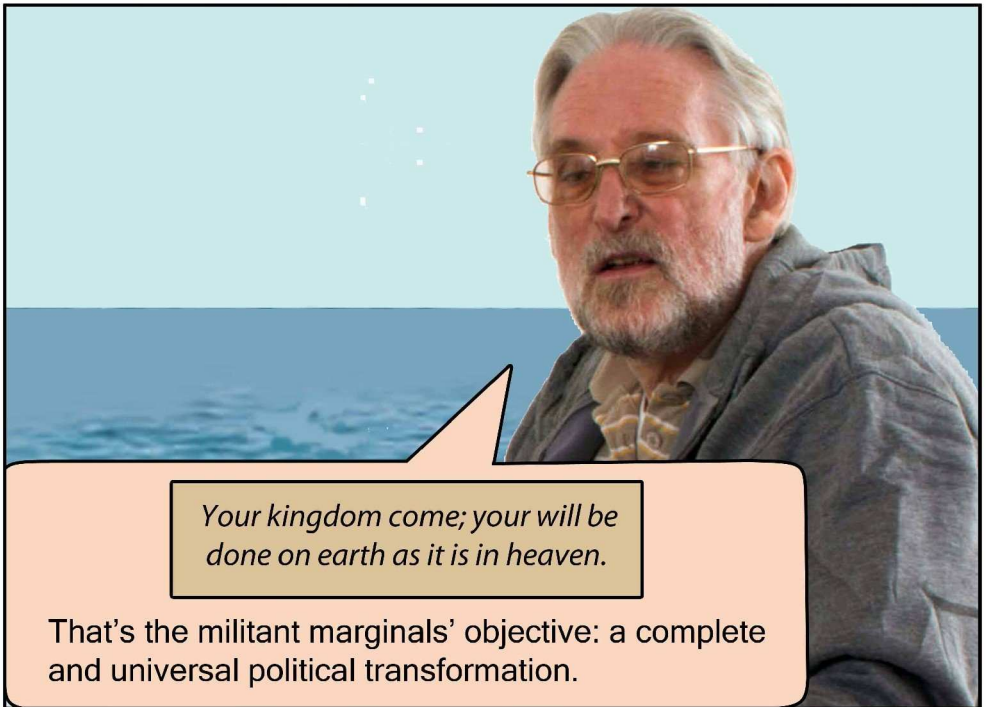 Your kingdom come; your will be
done on earth as it is in heaven.
That's the militant marginals' objective: a complete
and universal political transformation.